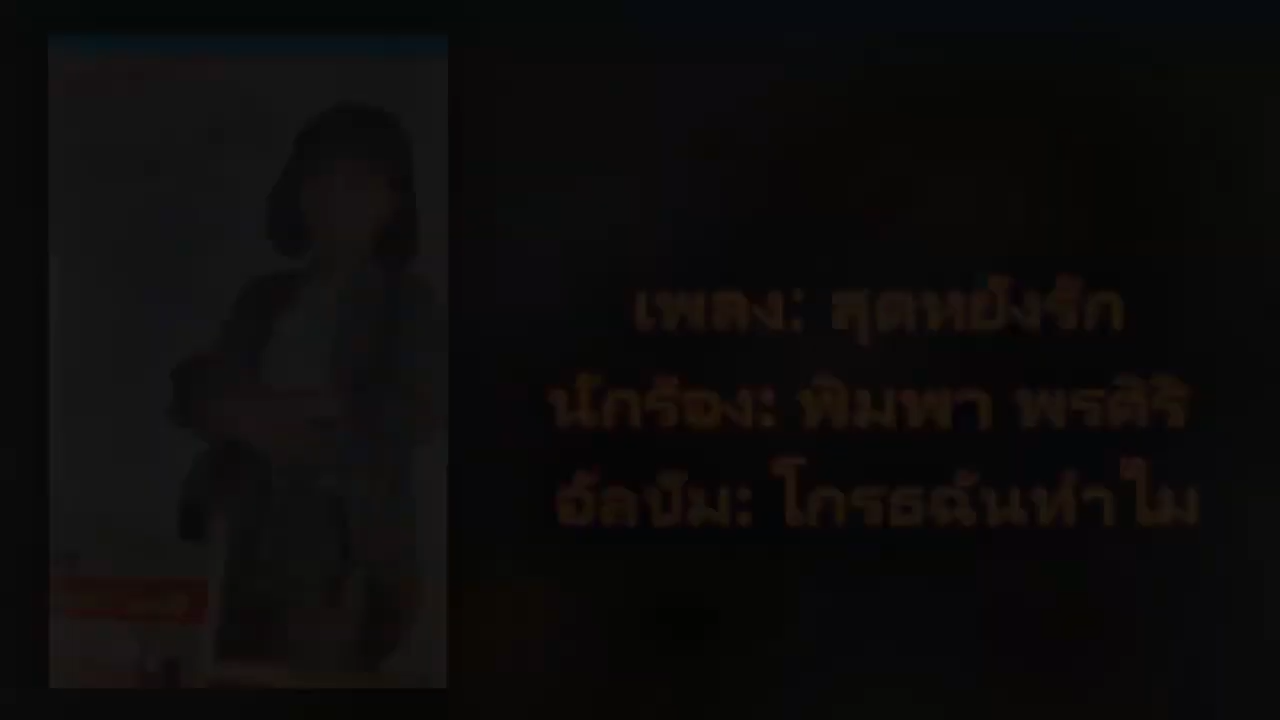 เพลง: สุดหยั่งรัก
นักร้อง: พิมพา พรศิริ
อัลบัม: โกรธฉันทำไม